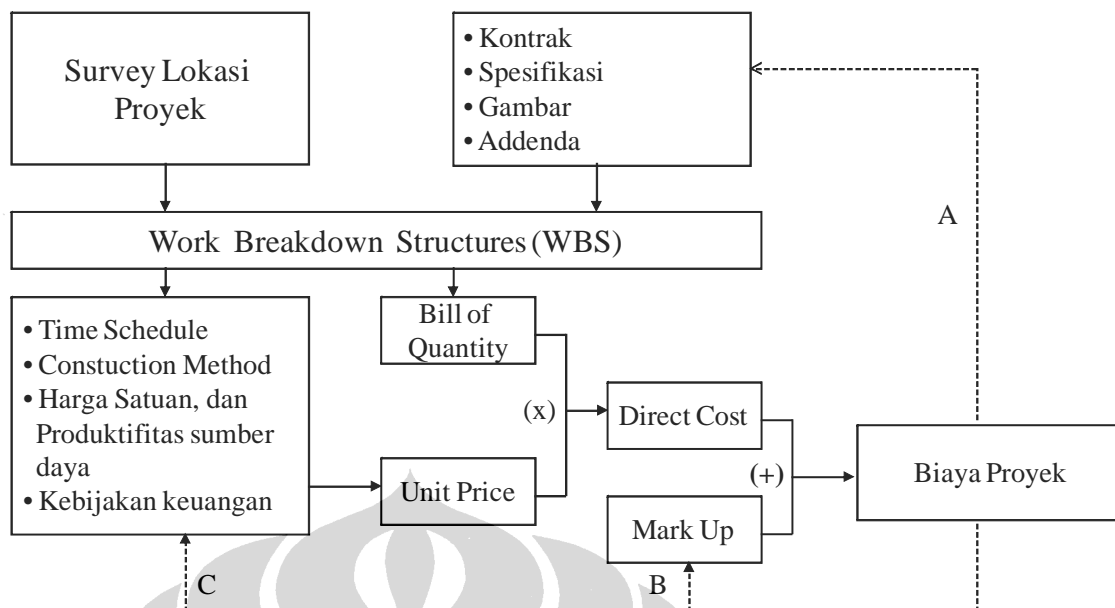 Survey Lokasi
Proyek
• Kontrak
• Spesifikasi
• Gambar
• Addenda
A
Work Breakdown Structures (WBS)
• Time Schedule
• Constuction Method
• Harga Satuan, dan
Produktifitas sumber
daya
• Kebijakan keuangan
Bill of
Quantity
(x)
Unit Price
Direct Cost
(+)
Mark Up
Biaya Proyek
C
B